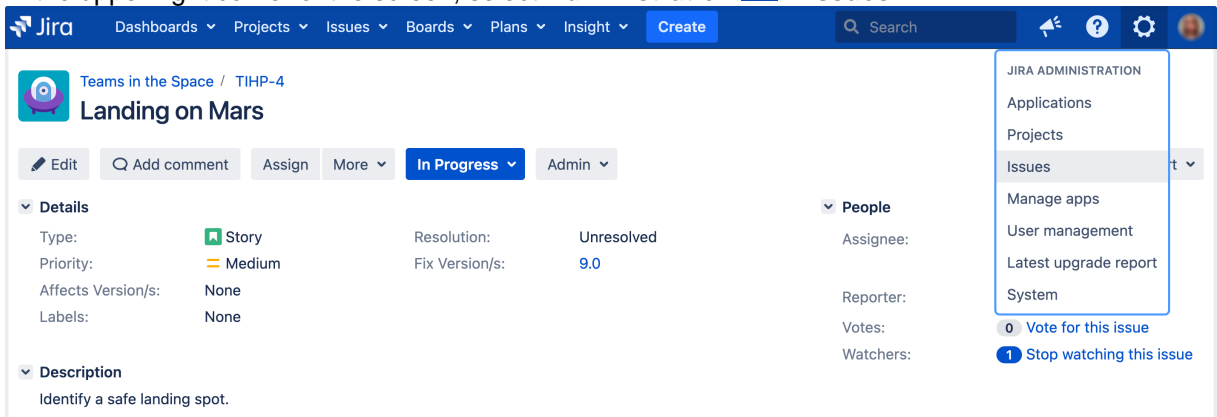 Jira Dashboards Projects Issues Boards Plans Insight Create Search
JIRA ADMINISTRATION
Applications
Projects
Issues
Manage apps
User management
Latest upgrade report
System
Teams in the Space / TIHP-4
Landing on Mars
Edit Add comment Assign More In Progress Admin
Details
Type: Story Resolution: Unresolved
Priority: Medium Fix Version/s: 9.0
Affects Version/s: None
Labels: None
People
Assignee:
Reporter:
Votes: 0 Vote for this issue
Watchers: 1 Stop watching this issue
Description
Identify a safe landing spot.